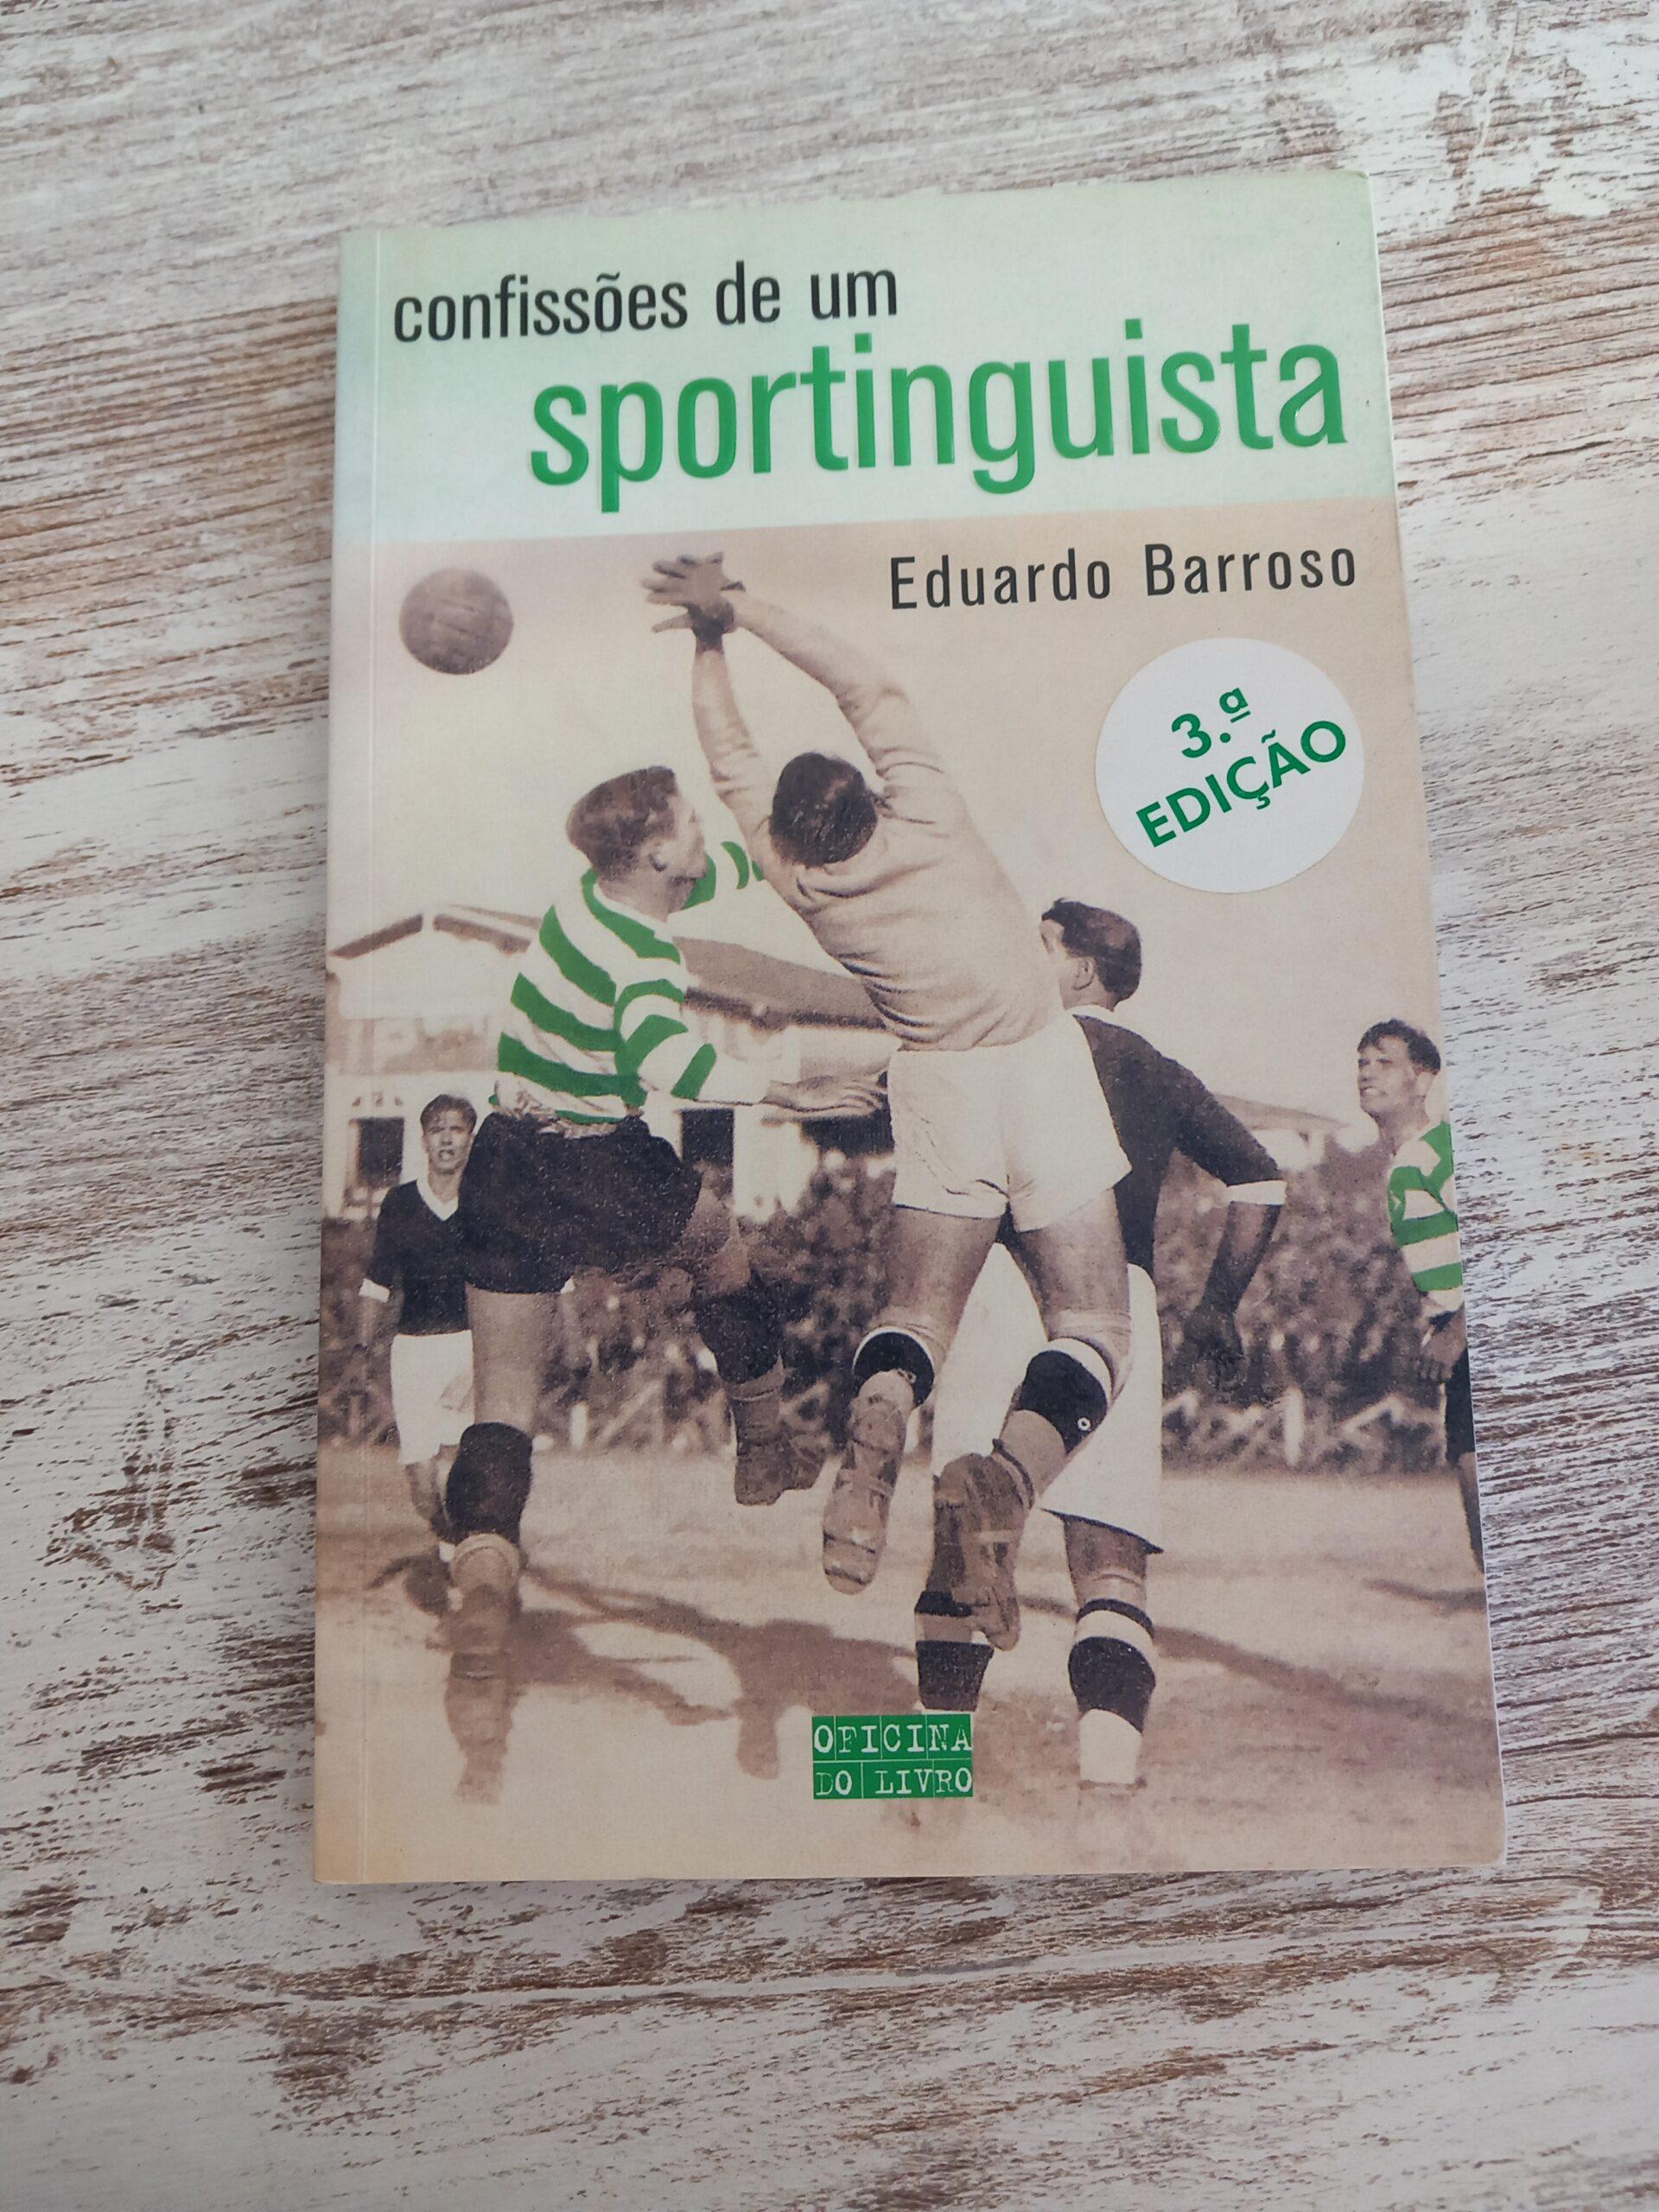 confissões de um
sportinguista
Eduardo Barroso
3.ª
EDIÇÃO
OFICINA
DO LIVRO